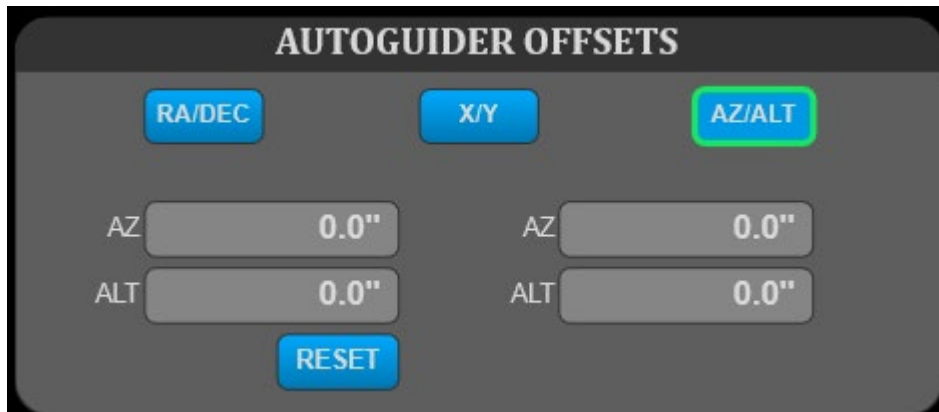 AUTOGUIDER OFFSETS
RA/DEC X/Y AZ/ALT
AZ 0.0" AZ 0.0"
ALT 0.0" ALT 0.0"
RESET